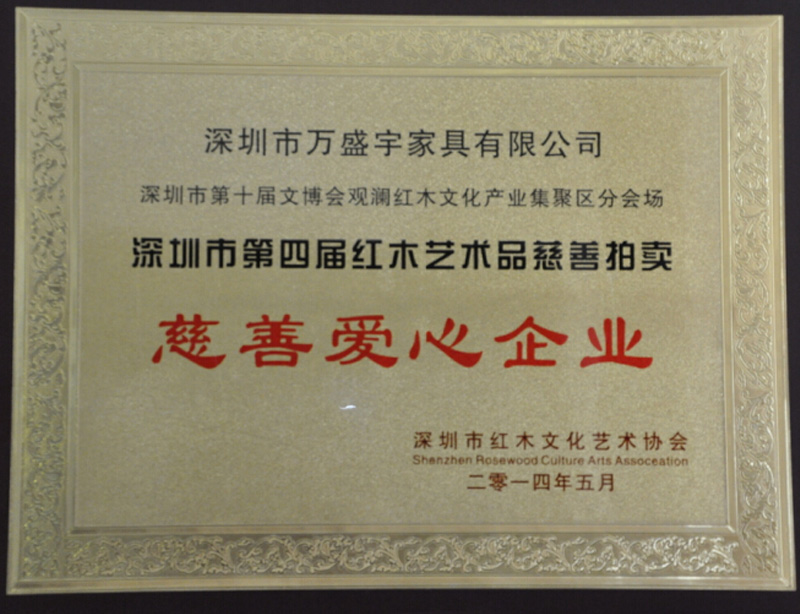 深圳市万盛宇家具有限公司
深圳市第十届文博会观澜红木文化产业集聚区分会场
深圳市第四届红木艺术品慈善拍卖
慈善爱心企业
深圳市红木文化艺术协会
Shenzhen Rosewood Culture Arts Assoceation
二零一四年五月